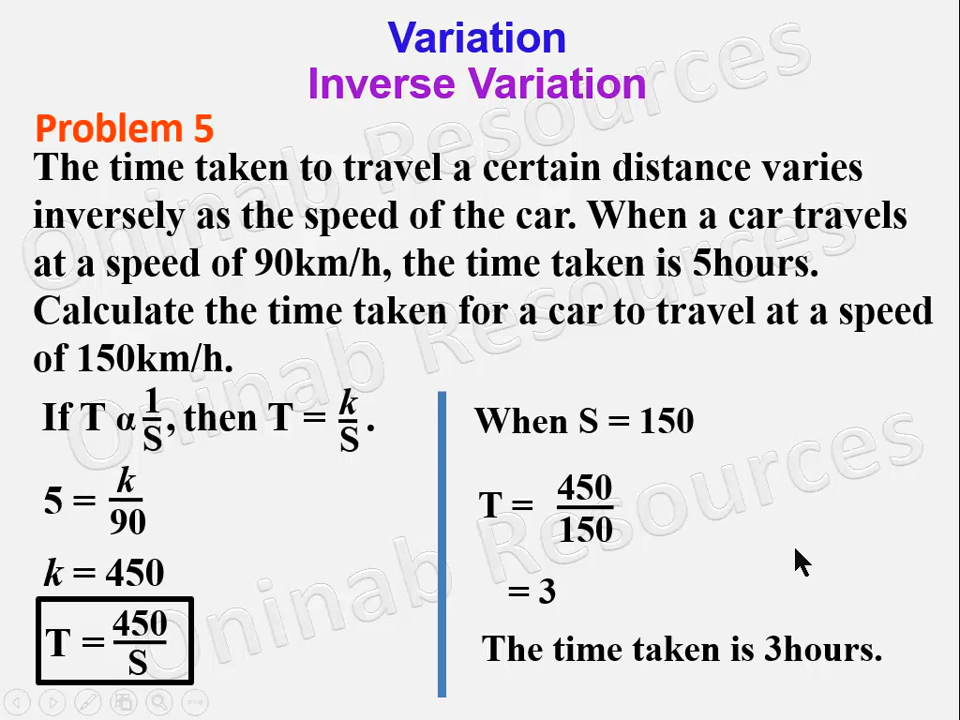 Variation
Inverse Variation
Problem 5
The time taken to travel a certain distance varies
inversely as the speed of the car. When a car travels
at a speed of 90km/h, the time taken is 5hours.
Calculate the time taken for a car to travel at a speed
of 150km/h.
If T α 1/S, then T = k/S.
5 = k/90
k = 450
T = 450/S
When S = 150
T = 450/150
= 3
The time taken is 3hours.
Oninab Resources
Oninab Resources
Oninab Resources